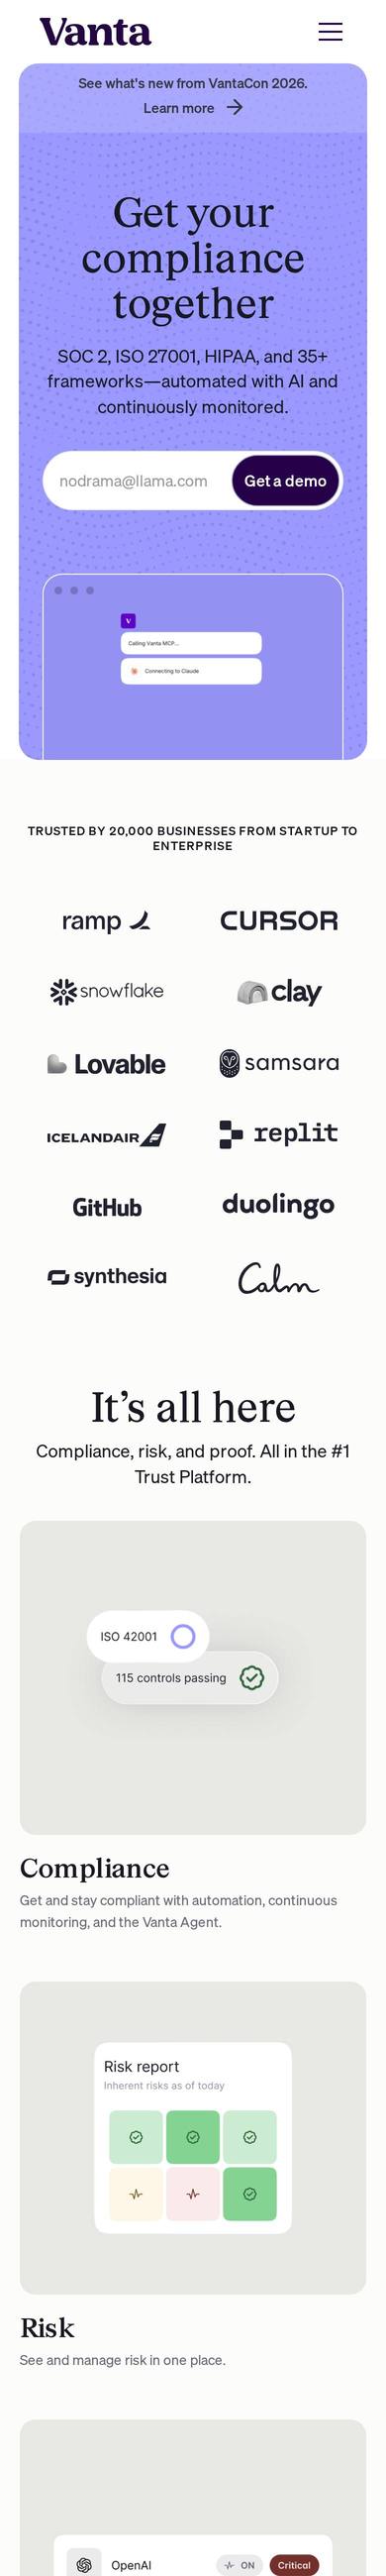 Vanta
See what's new from VantaCon 2026.
Learn more
Get your
compliance
together
SOC 2, ISO 27001, HIPAA, and 35+
frameworks—automated with AI and
continuously monitored.
nodrama@llama.com
Get a demo
V
Calling Vanta MCP...
Connecting to Claude
TRUSTED BY 20,000 BUSINESSES FROM STARTUP TO
ENTERPRISE
ramp
CURSOR
snowflake
clay
Lovable
samsara
ICELANDAIR
replit
GitHub
duolingo
synthesia
Calm
It's all here
Compliance, risk, and proof. All in the #1
Trust Platform.
ISO 42001
115 controls passing
Compliance
Get and stay compliant with automation, continuous
monitoring, and the Vanta Agent.
Risk report
Inherent risks as of today
Risk
See and manage risk in one place.
OpenAI
ON
Critical